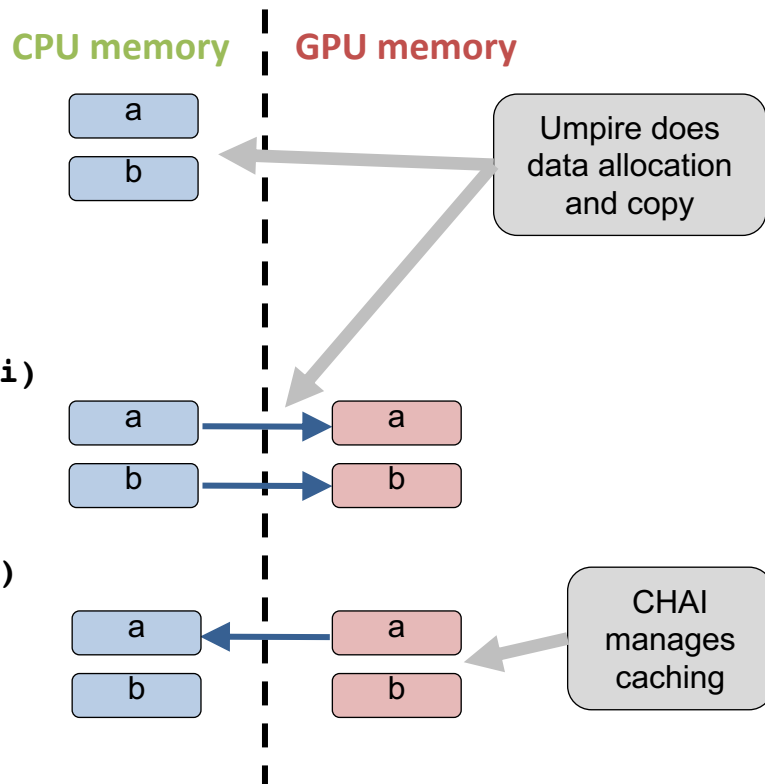 CPU memory
GPU memory
a
b
Umpire does
data allocation
and copy
i)
a
a
b
b
)
a
a
b
b
CHAI
manages
caching